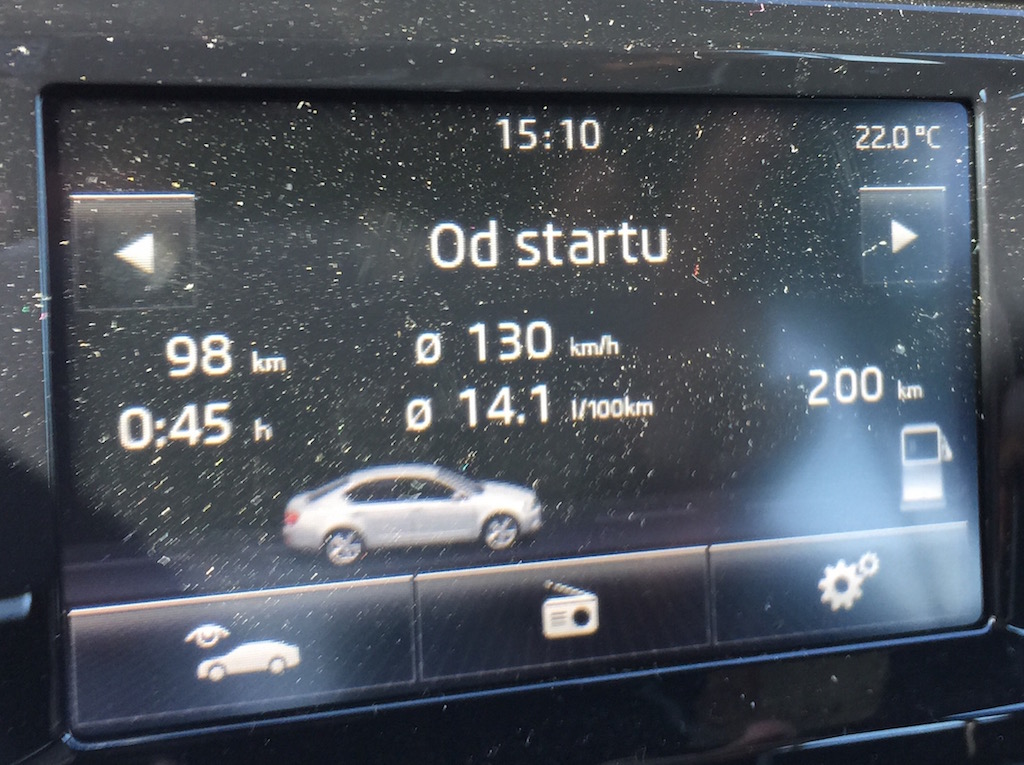 15:10
22.0 °C
Od startu
98 km
Ø 130 km/h
0:45 h
Ø 14.1 l/100km
200 km